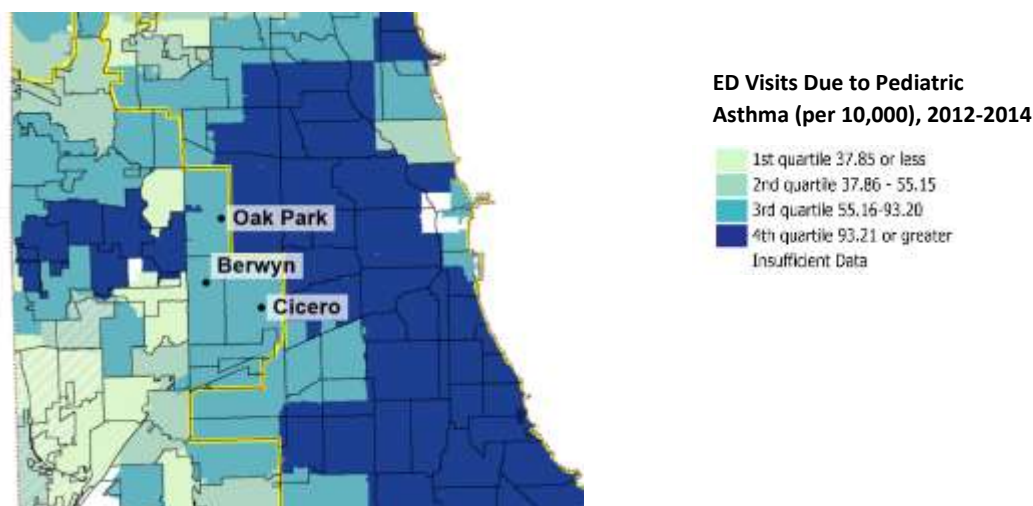 ED Visits Due to Pediatric
Asthma (per 10,000), 2012-2014
1st quartile 37.85 or less
2nd quartile 37.86 - 55.15
3rd quartile 55.16-93.20
4th quartile 93.21 or greater
Insufficient Data
Oak Park
Berwyn
Cicero